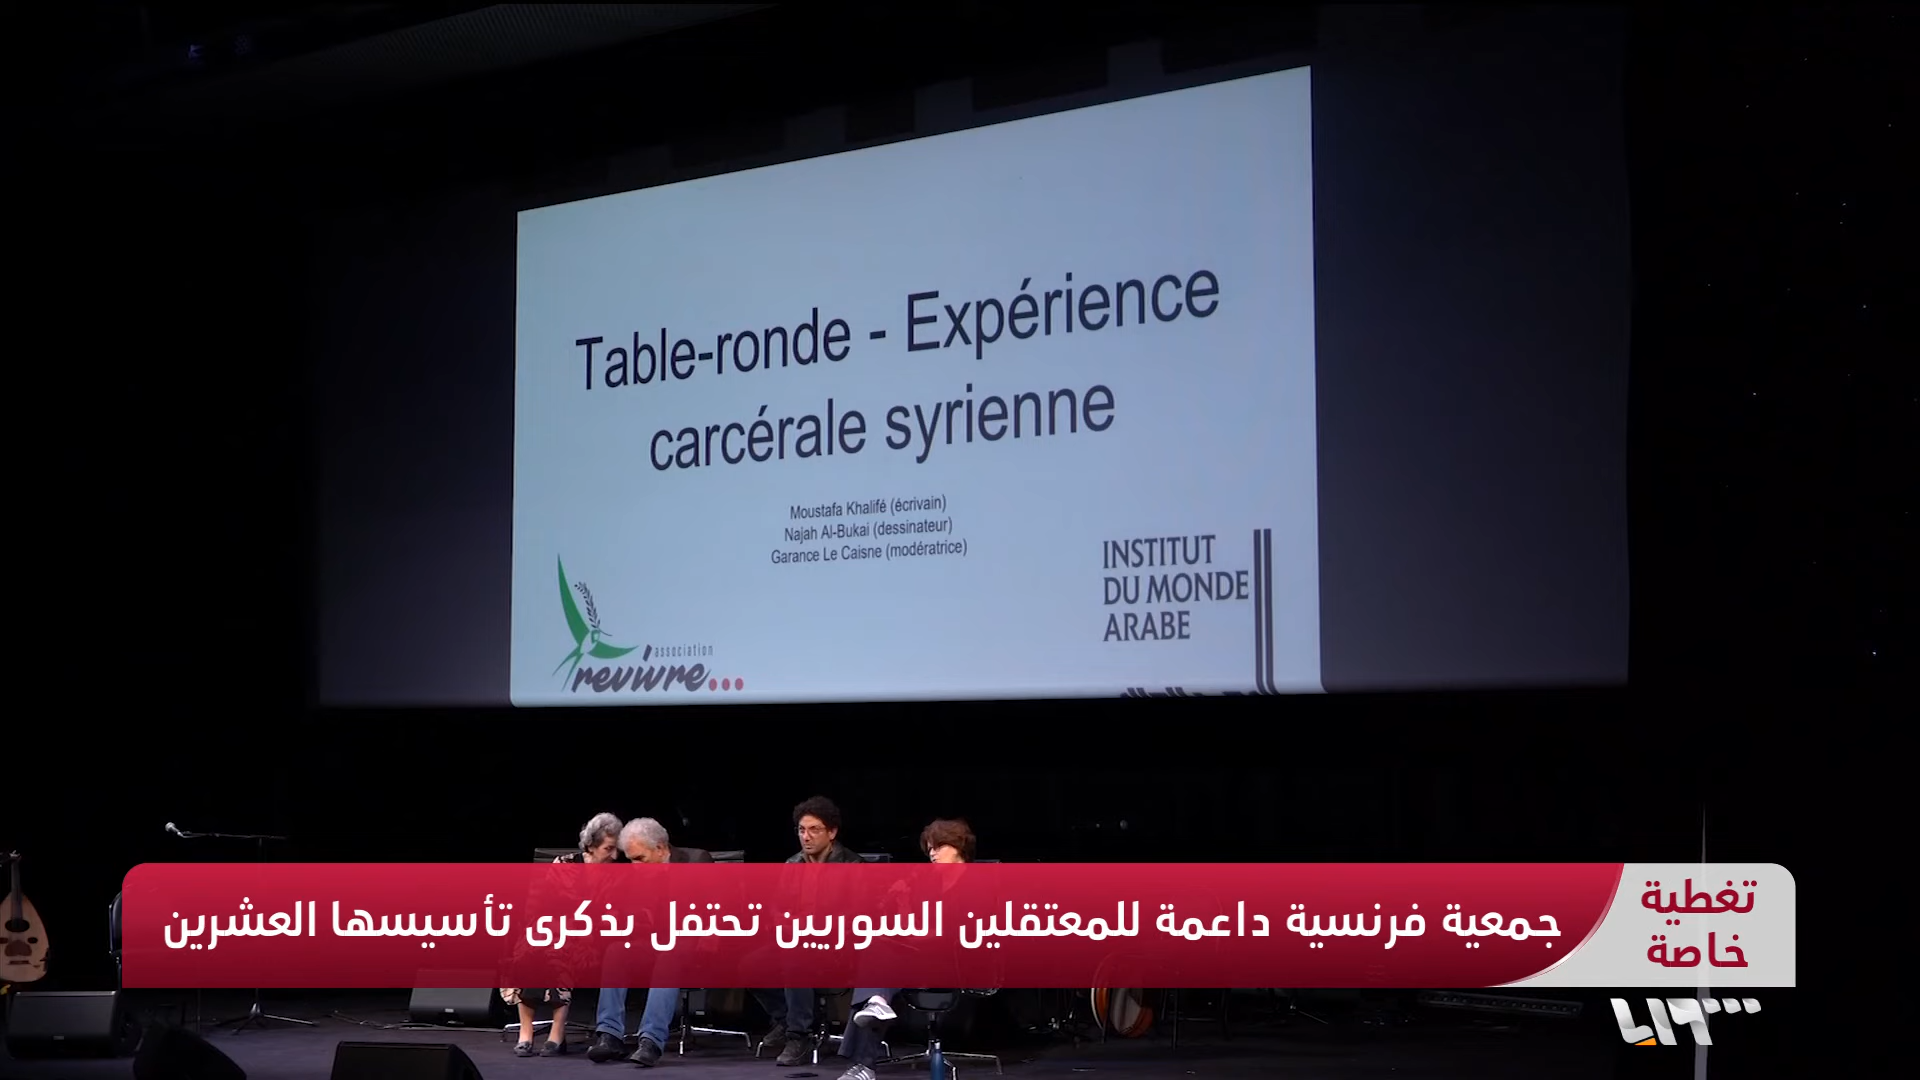 Table-ronde - Expérience
carcérale syrienne
Moustafa Khalifé (écrivain)
Najah Al-Bukai (dessinateur)
Garance Le Caisne (modératrice)
association
revivre...
INSTITUT
DU MONDE
ARABE
تغطية
خاصة
جمعية فرنسية داعمة للمعتقلين السوريين تحتفل بذكرى تأسيسها العشرين